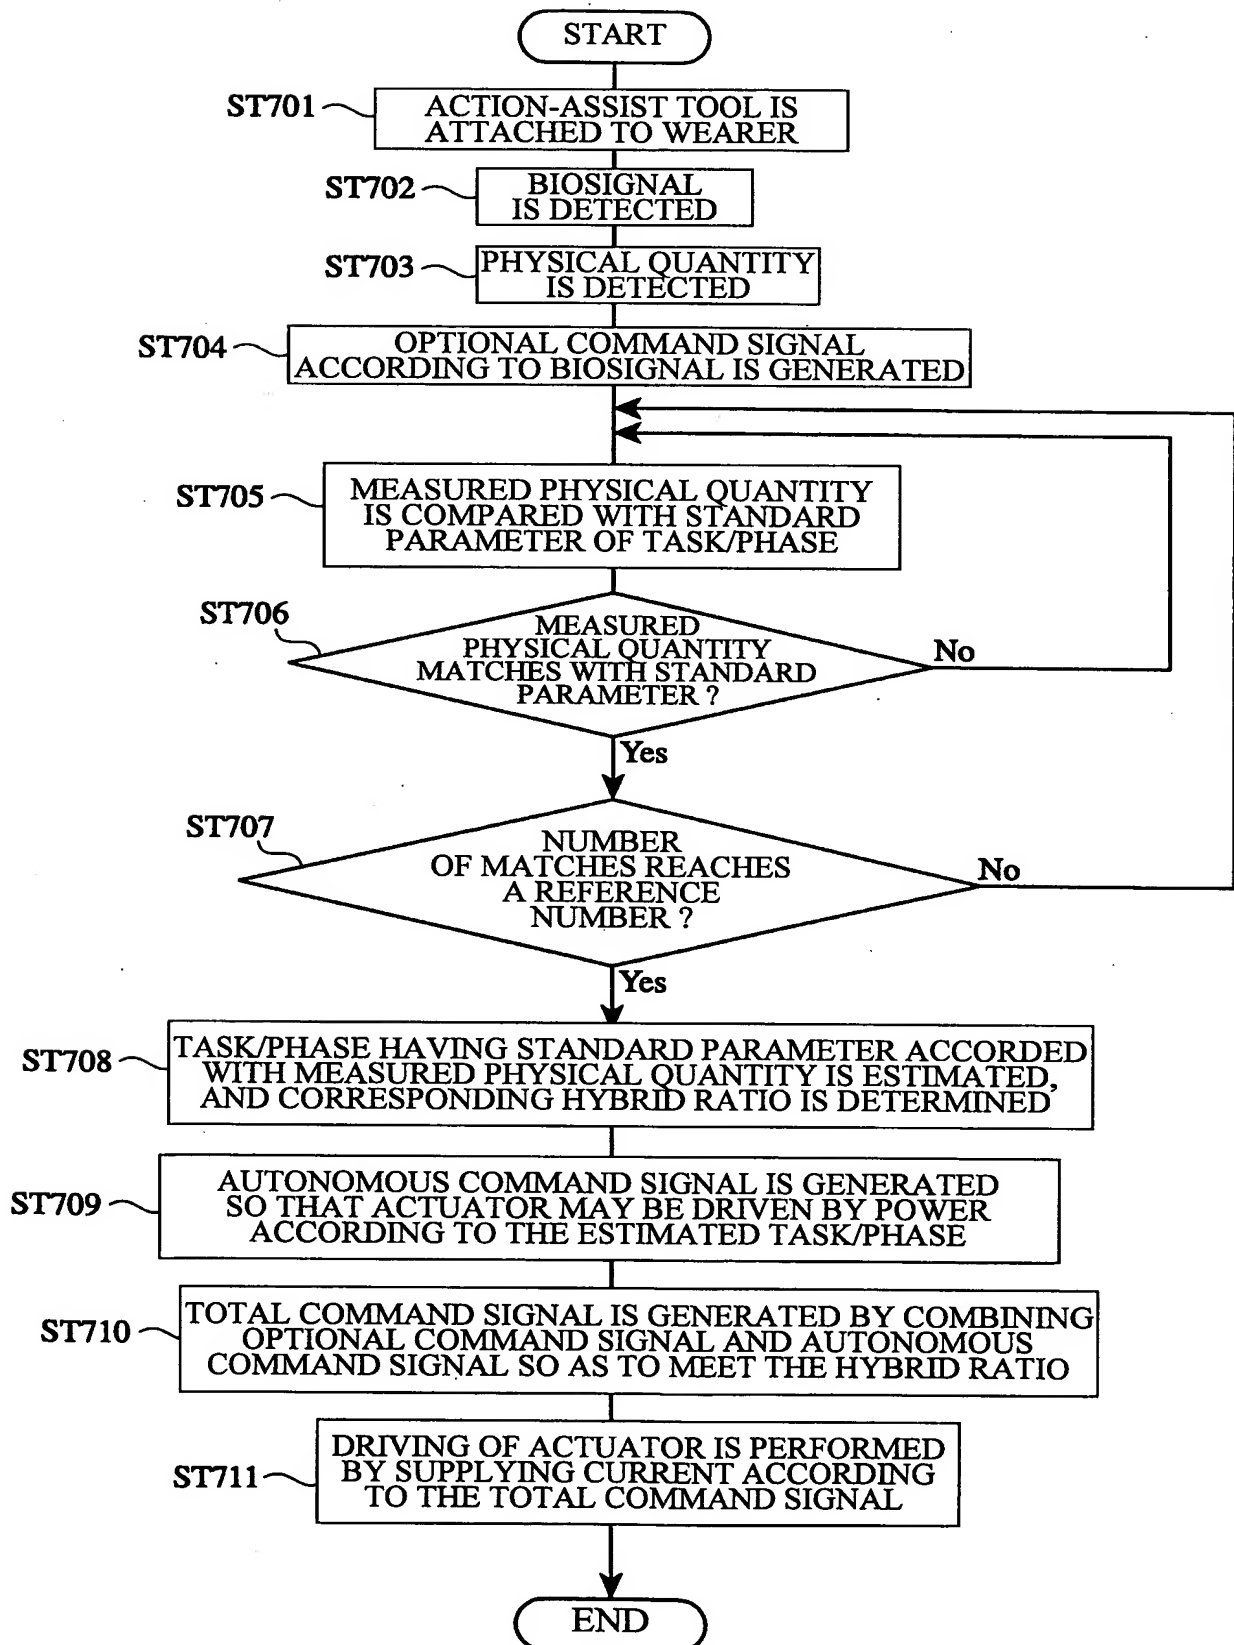 START
ST701
ACTION-ASSIST TOOL IS
ATTACHED TO WEARER
ST702
BIOSIGNAL
IS DETECTED
ST703
PHYSICAL QUANTITY
IS DETECTED
ST704
OPTIONAL COMMAND SIGNAL
ACCORDING TO BIOSIGNAL IS GENERATED
ST705
MEASURED PHYSICAL QUANTITY
IS COMPARED WITH STANDARD
PARAMETER OF TASK/PHASE
ST706
MEASURED
PHYSICAL QUANTITY
MATCHES WITH STANDARD
PARAMETER ?
No
Yes
ST707
NUMBER
OF MATCHES REACHES
A REFERENCE
NUMBER ?
No
Yes
ST708
TASK/PHASE HAVING STANDARD PARAMETER ACCORDED
WITH MEASURED PHYSICAL QUANTITY IS ESTIMATED,
AND CORRESPONDING HYBRID RATIO IS DETERMINED
ST709
AUTONOMOUS COMMAND SIGNAL IS GENERATED
SO THAT ACTUATOR MAY BE DRIVEN BY POWER
ACCORDING TO THE ESTIMATED TASK/PHASE
ST710
TOTAL COMMAND SIGNAL IS GENERATED BY COMBINING
OPTIONAL COMMAND SIGNAL AND AUTONOMOUS
COMMAND SIGNAL SO AS TO MEET THE HYBRID RATIO
ST711
DRIVING OF ACTUATOR IS PERFORMED
BY SUPPLYING CURRENT ACCORDING
TO THE TOTAL COMMAND SIGNAL
END